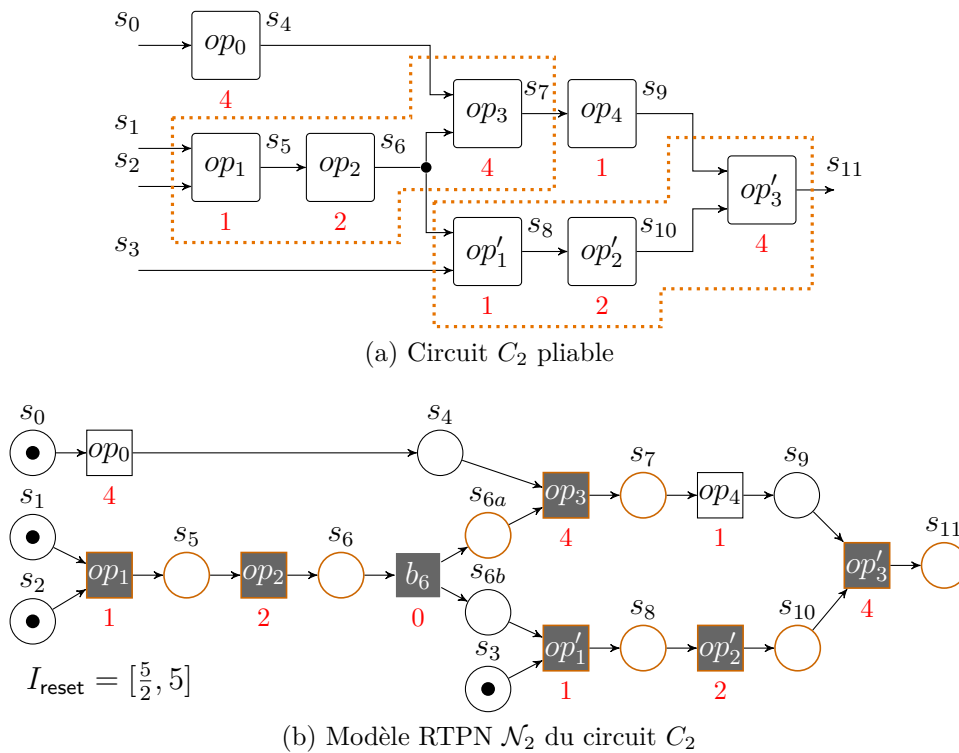 s₀ op₀ s₄
4
s₁ s₅ s₆ s₇ s₉
s₂ op₁ op₂ op₃ op₄
1 2 4 1
s₃ op′₁ s₈ op′₂ s₁₀ op′₃ s₁₁
1 2 4
(a) Circuit C₂ pliable
s₀ op₀ s₄
4
s₁ s₅ s₆ s₆ₐ op₃ s₇ op₄ s₉
4 1
s₂ op₁ op₂ b₆ s₆b op′₃ s₁₁
1 2 0 4
s₃ op′₁ s₈ op′₂ s₁₀
1 2
I_reset = [5/2, 5]
(b) Modèle RTPN 𝒩₂ du circuit C₂